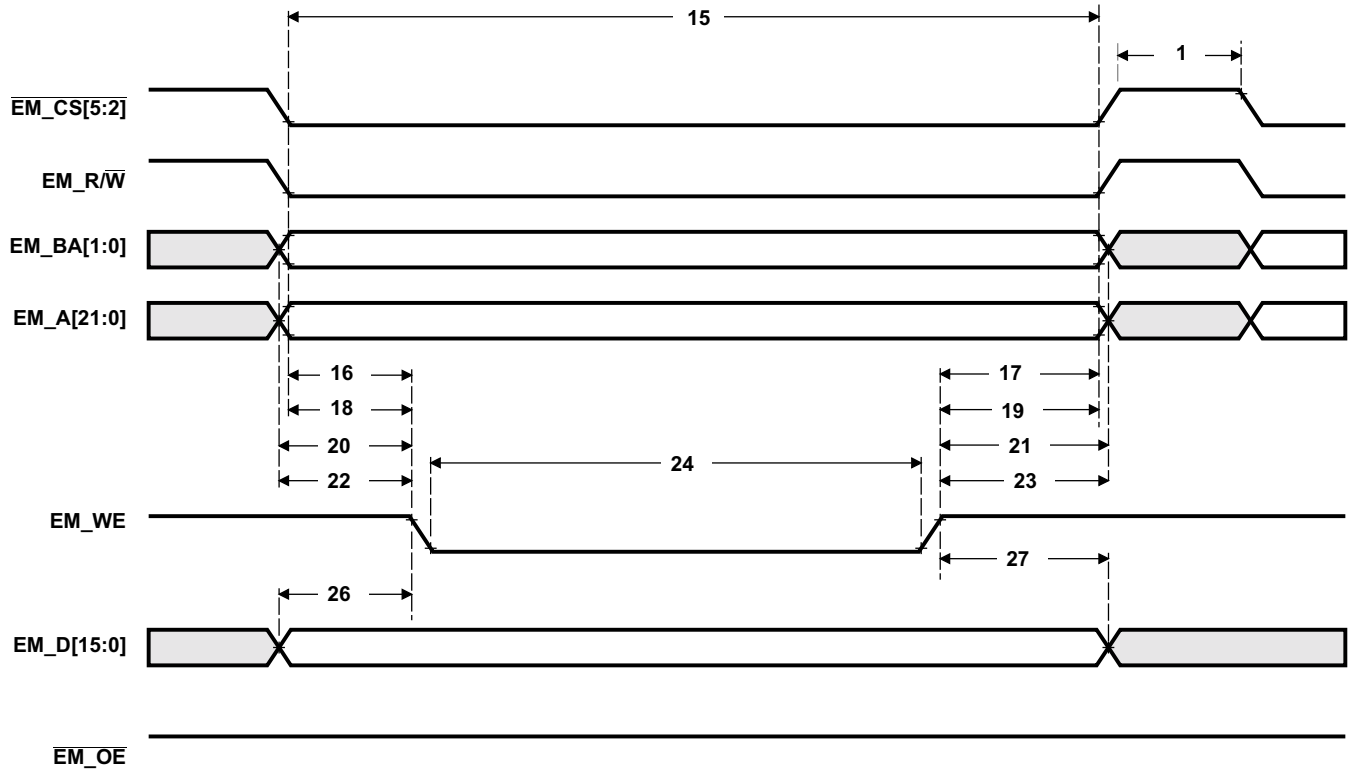 15
1
EM_CS[5:2]
EM_R/W
EM_BA[1:0]
EM_A[21:0]
16
17
18
19
20
21
22
23
24
EM_WE
27
26
EM_D[15:0]
EM_OE